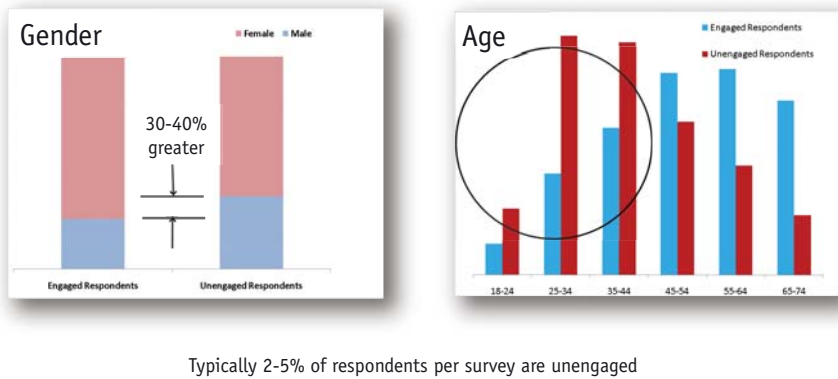 Gender
Female Male
30-40%
greater
Engaged Respondents Unengaged Respondents
Age
Engaged Respondents
Unengaged Respondents
18-24 25-34 35-44 45-54 55-64 65-74
Typically 2-5% of respondents per survey are unengaged